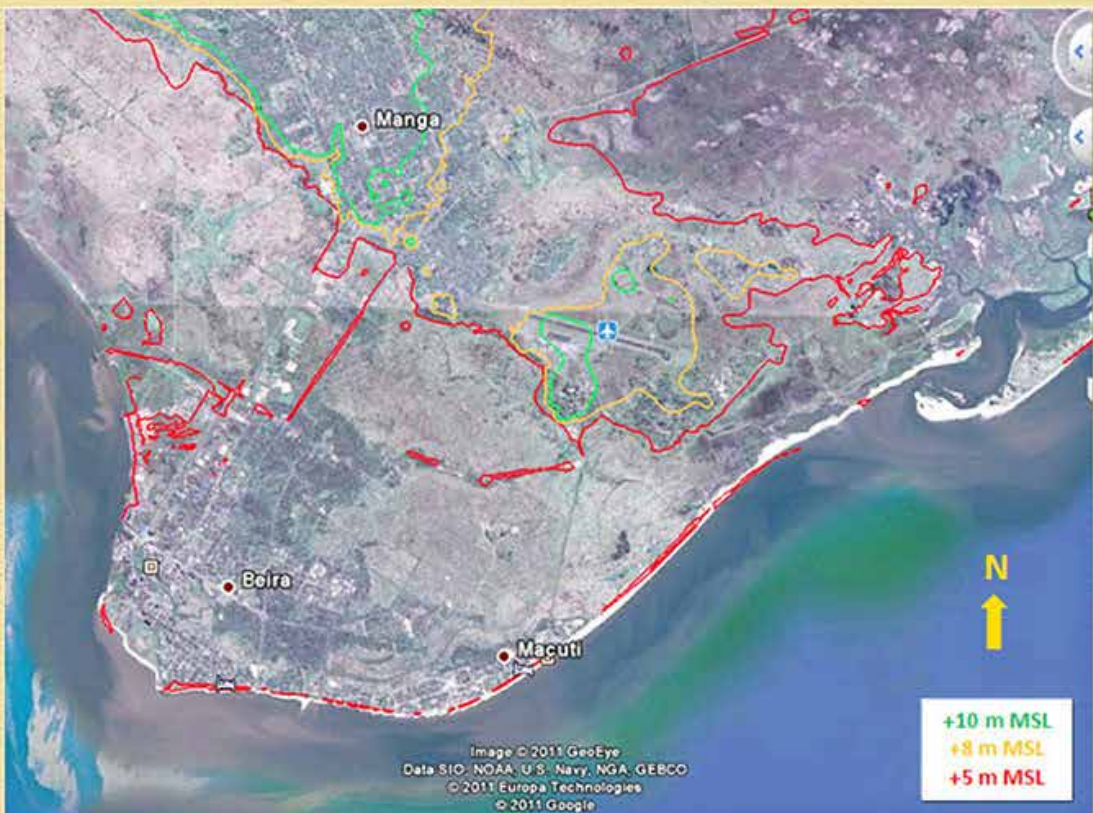 Manga
Beira
Macuti
N
+10 m MSL
+8 m MSL
+5 m MSL
Image © 2011 GeoEye
Data SIO, NOAA, U.S. Navy, NGA, GEBCO
© 2011 Europa Technologies
© 2011 Google